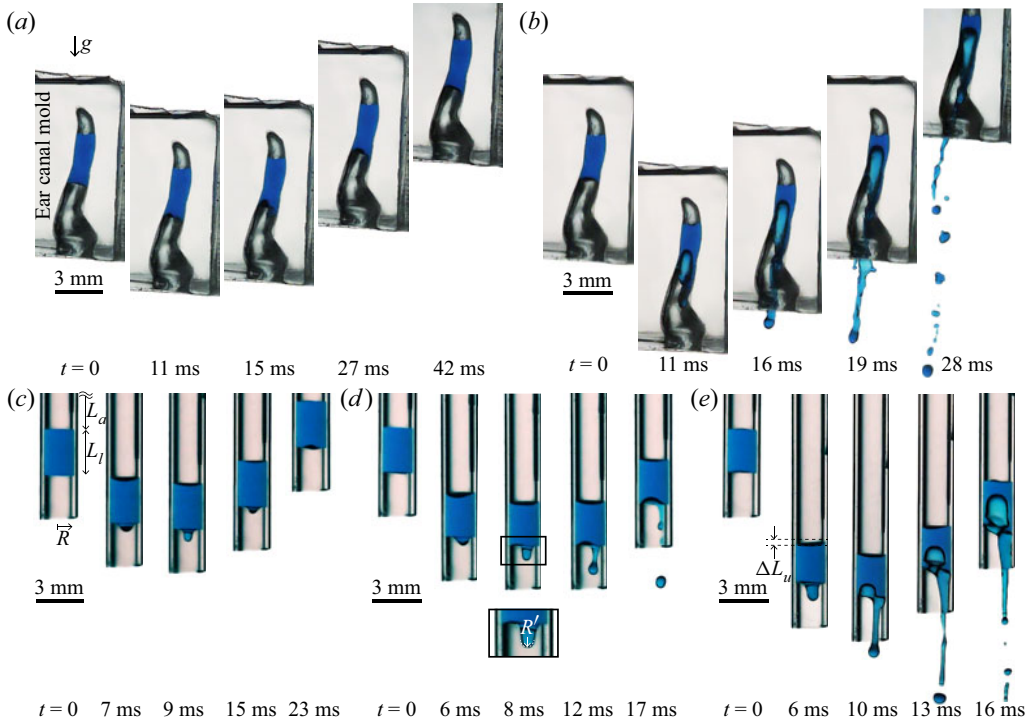 (a)
g
Ear canal mold
3 mm
t = 0
11 ms
15 ms
27 ms
42 ms
(b)
3 mm
t = 0
11 ms
16 ms
19 ms
28 ms
(c)
L_a
L_l
R
3 mm
t = 0
7 ms
9 ms
15 ms
23 ms
(d)
R′
t = 0
6 ms
8 ms
12 ms
17 ms
(e)
ΔL_u
3 mm
t = 0
6 ms
10 ms
13 ms
16 ms